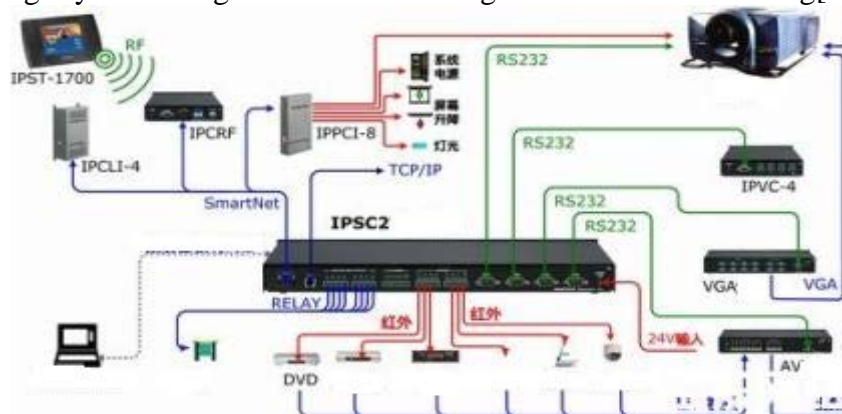 RF
系统
电源
RS232
IPST-1700
屏幕
升降
IPCRF
IPPCI-8
灯光
RS232
IPCLI-4
TCP/IP
IPVC-4
SmartNet
RS232
IPSC2
RS232
VGA
VGA
RELAY
红外
红外
24V输入
DVD
AV